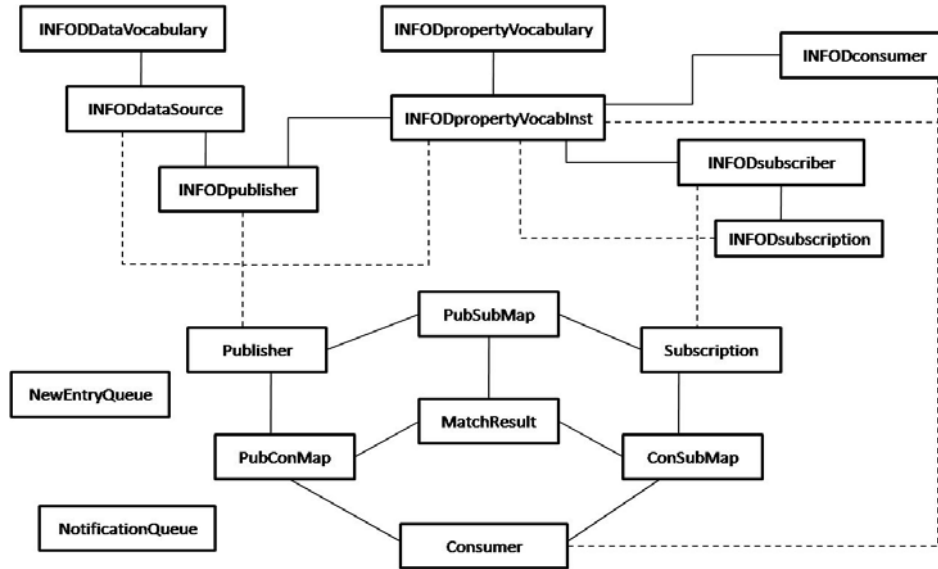 INFODDataVocabulary
INFODpropertyVocabulary
INFODconsumer
INFODdataSource
INFODpropertyVocabInst
INFODsubscriber
INFODpublisher
INFODsubscription
PubSubMap
Publisher
Subscription
NewEntryQueue
MatchResult
PubConMap
ConSubMap
NotificationQueue
Consumer